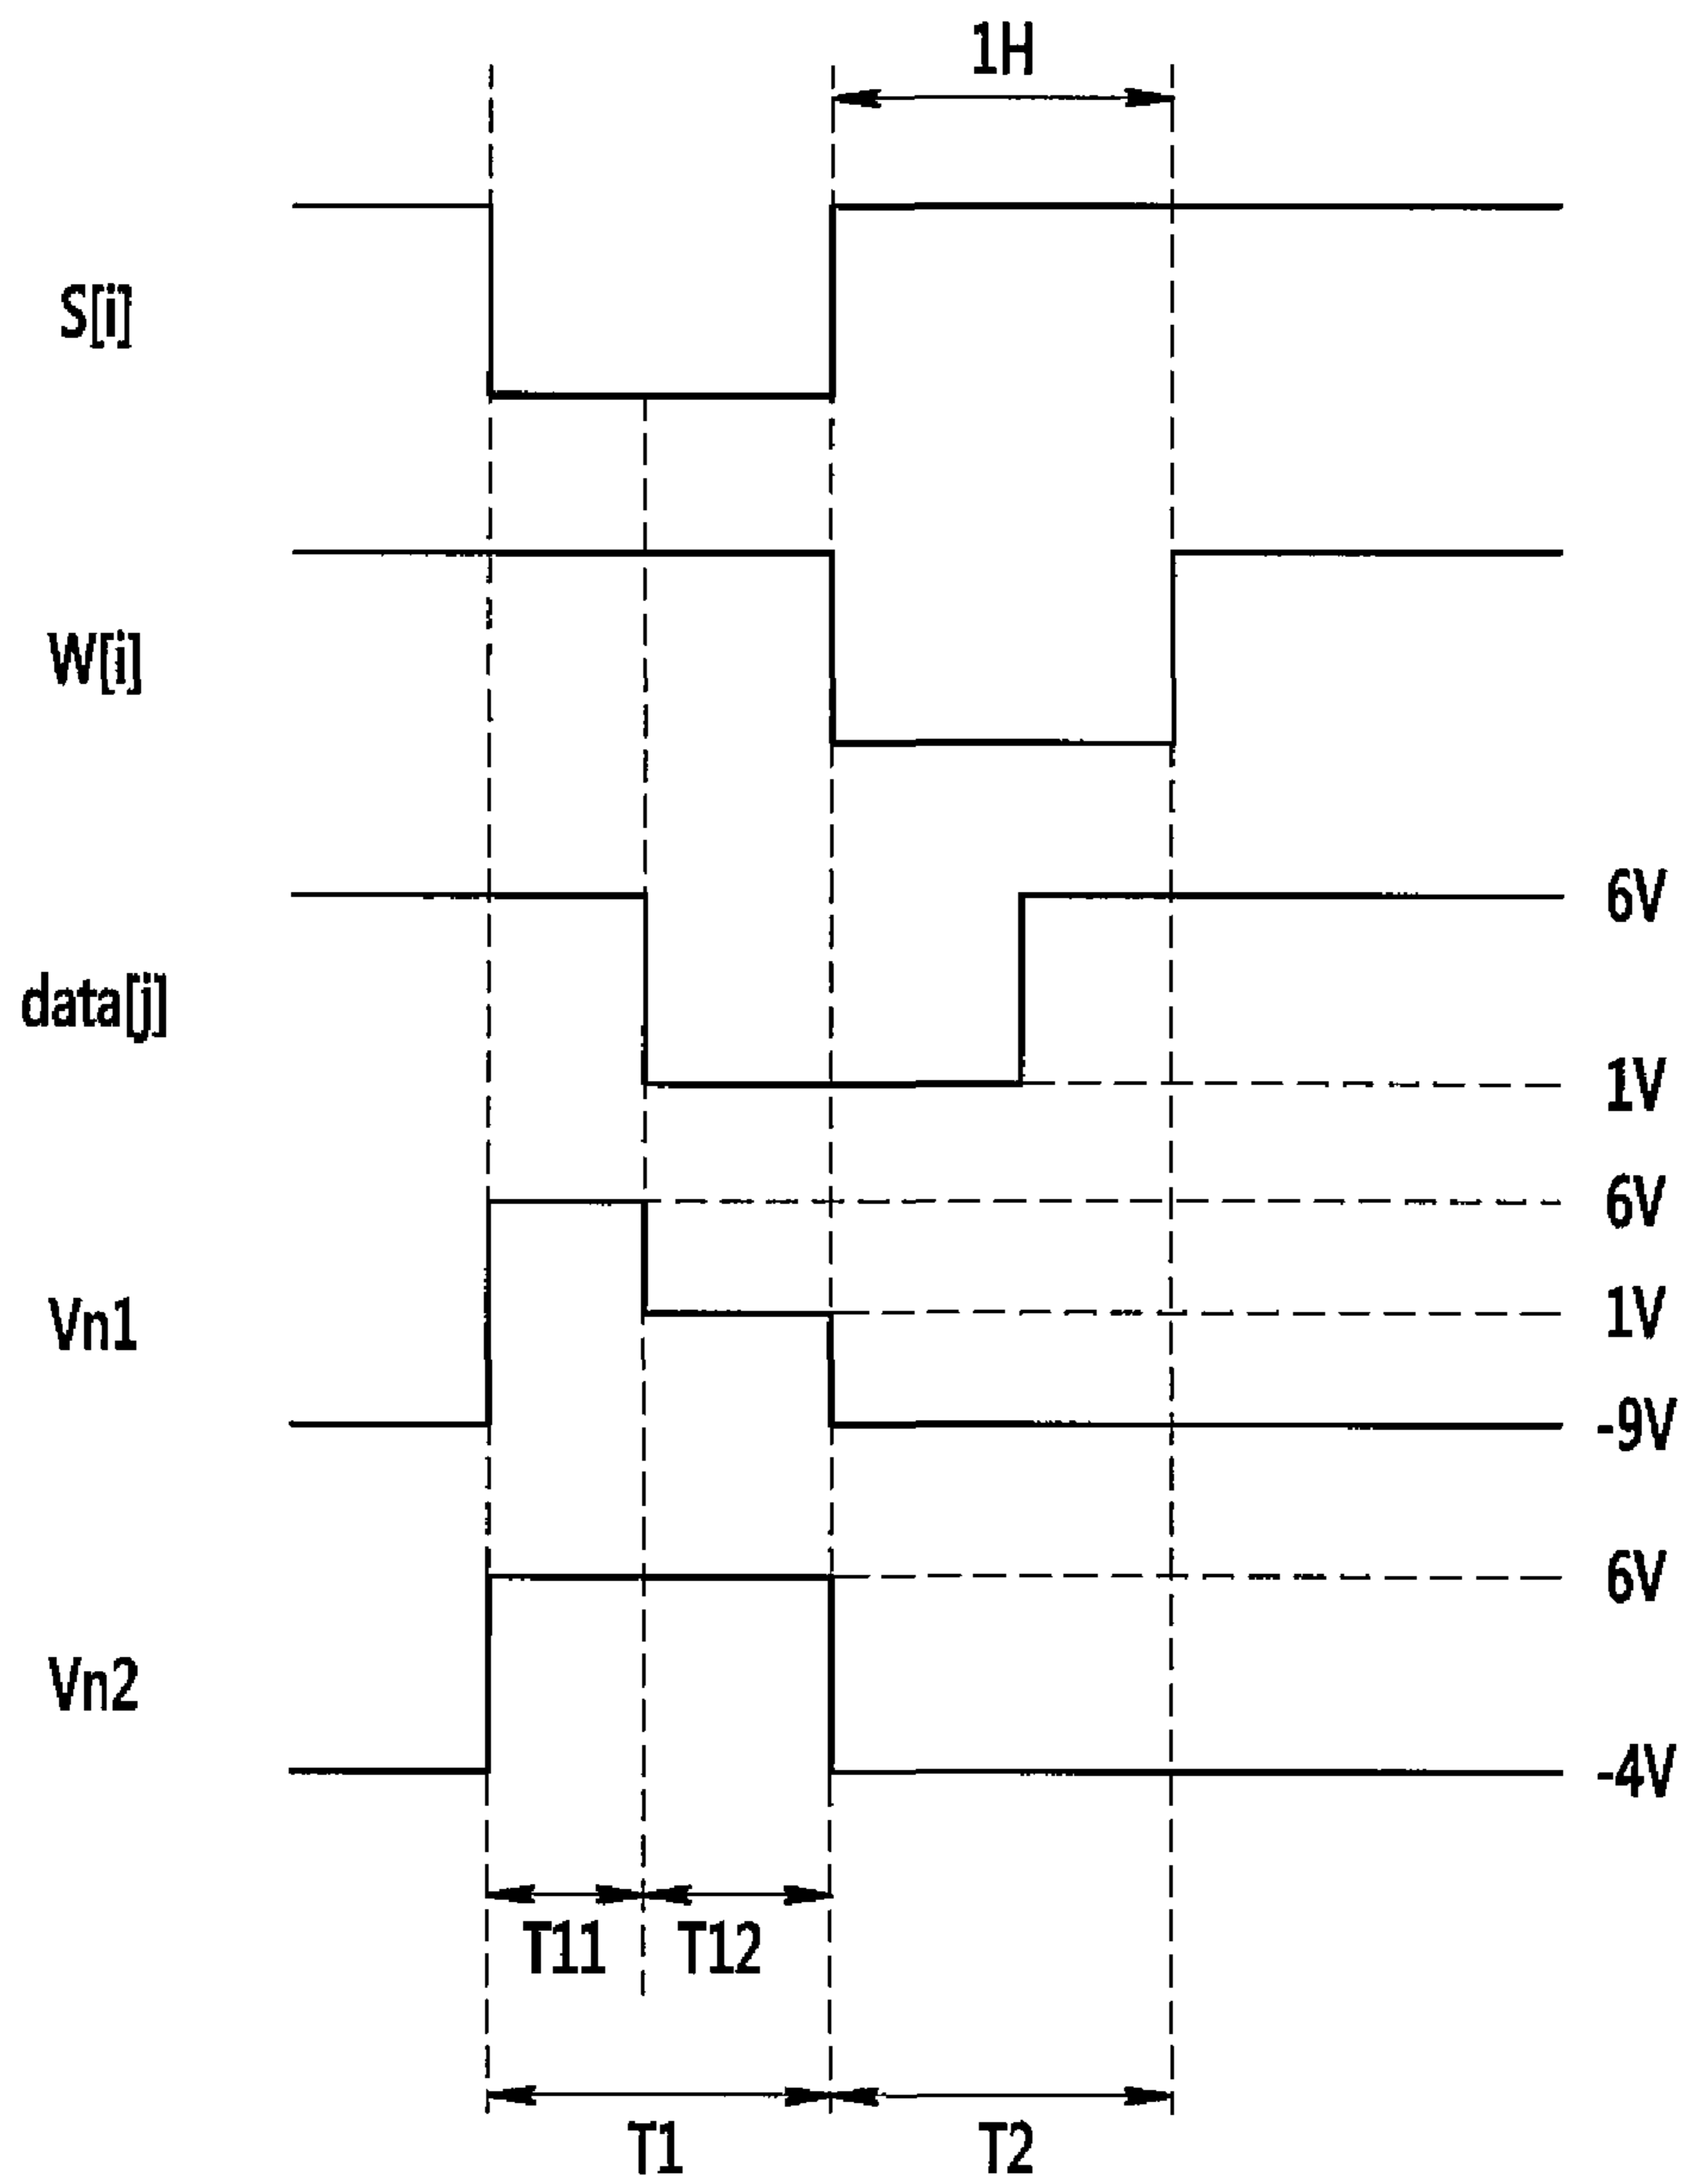 1H
S[i]
W[i]
data[j]
6V
1V
Vn1
6V
1V
-9V
Vn2
6V
-4V
T11
T12
T1
T2